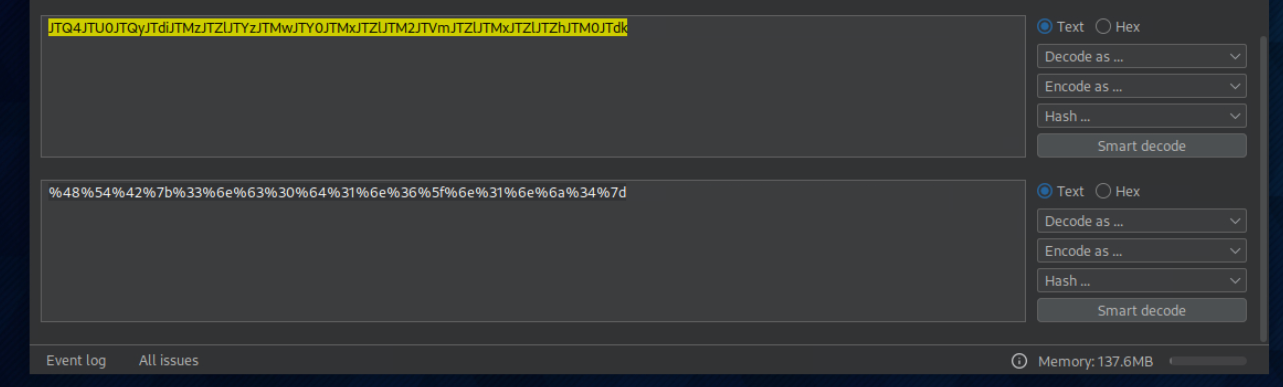 JTQ4JTU0JTQyJTdiJTMzJTZlJTYzJTMwJTY0JTMxJTZlJTM2JTVmJTZlJTMxJTZlJTZhJTM0JTdk
Text Hex
Decode as ...
Encode as ...
Hash ...
Smart decode
%48%54%42%7b%33%6e%63%30%64%31%6e%36%5f%6e%31%6e%6a%34%7d
Text Hex
Decode as ...
Encode as ...
Hash ...
Smart decode
Event log All issues Memory: 137.6MB